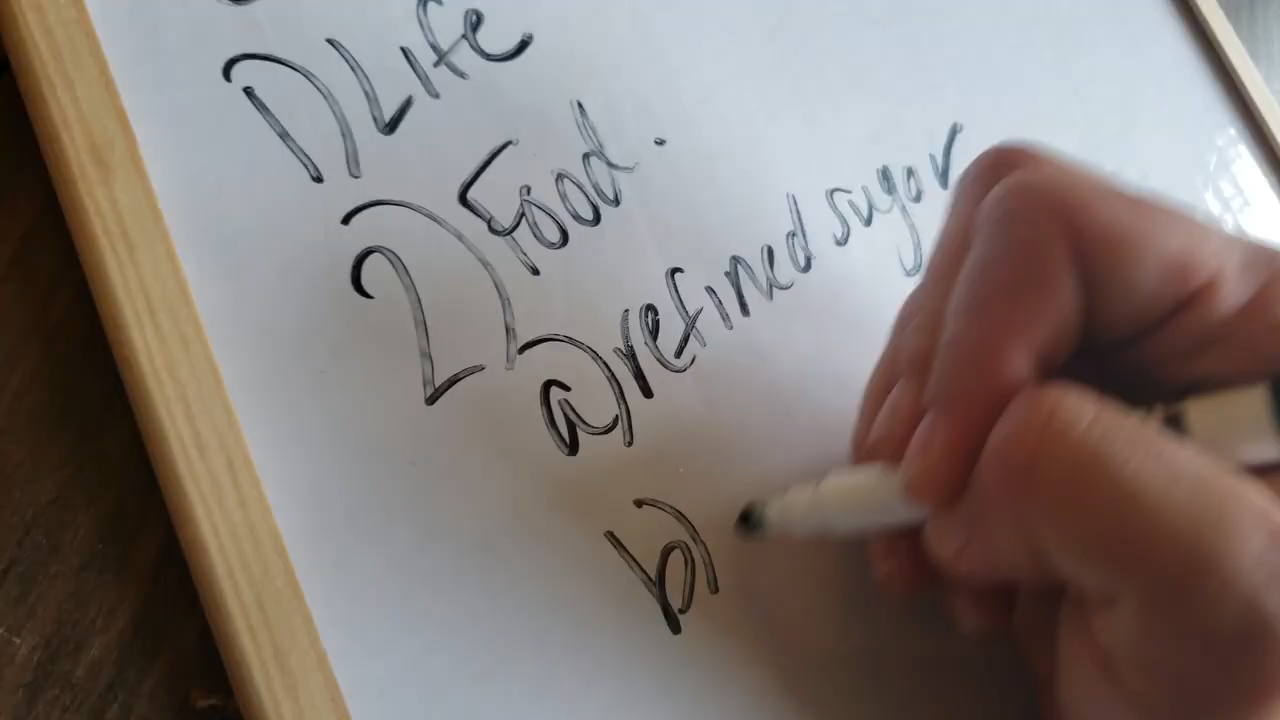 1) Life
2) Food.
a) refined sugar
b)